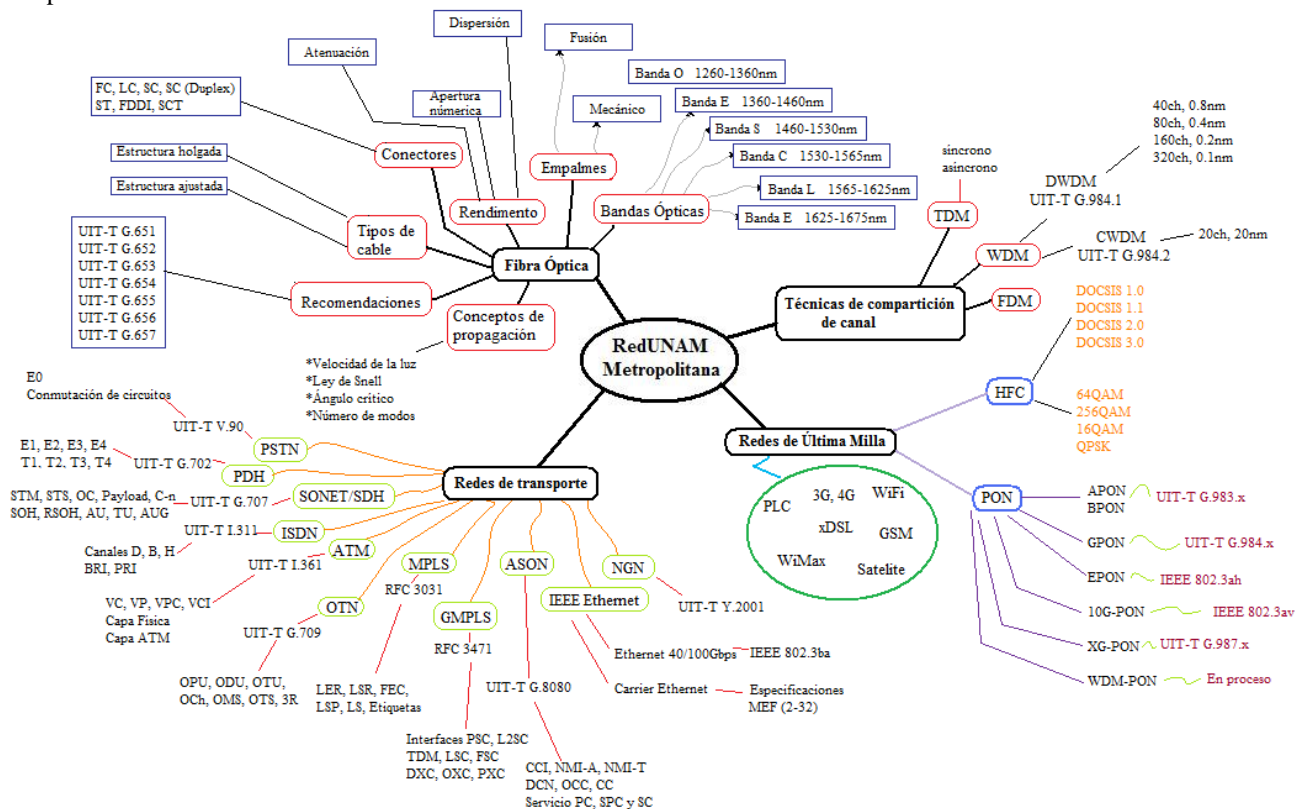 Dispersión
Fusión
Atenuación
Banda O 1260-1360nm
FC, LC, SC, SC (Duplex)
ST, FDDI, SCT
Apertura
númerica
Banda E 1360-1460nm
Mecánico
Banda S 1460-1530nm
Conectores
Estructura holgada
Empalmes
Banda C 1530-1565nm
Estructura ajustada
Rendimento
Bandas Ópticas
Banda L 1565-1625nm
Banda E 1625-1675nm
Tipos de
cable
UIT-T G.651
UIT-T G.652
UIT-T G.653
UIT-T G.654
UIT-T G.655
UIT-T G.656
UIT-T G.657
Fibra Óptica
Recomendaciones
Conceptos de
propagación
*Velocidad de la luz
*Ley de Snell
*Ángulo critico
*Número de modos
RedUNAM
Metropolitana
40ch, 0.8nm
80ch, 0.4nm
160ch, 0.2nm
320ch, 0.1nm
sincrono
asincrono
DWDM
UIT-T G.984.1
TDM
WDM
CWDM
UIT-T G.984.2
20ch, 20nm
Técnicas de compartición
de canal
FDM
DOCSIS 1.0
DOCSIS 1.1
DOCSIS 2.0
DOCSIS 3.0
HFC
64QAM
256QAM
16QAM
QPSK
Redes de Última Milla
PLC
3G, 4G
WiFi
xDSL
GSM
WiMax
Satelite
PON
APON
BPON
UIT-T G.983.x
GPON
UIT-T G.984.x
EPON
IEEE 802.3ah
10G-PON
IEEE 802.3av
XG-PON
UIT-T G.987.x
WDM-PON
En proceso
Redes de transporte
E0
Conmutación de circuitos
UIT-T V.90
PSTN
E1, E2, E3, E4
T1, T2, T3, T4
UIT-T G.702
PDH
STM, STS, OC, Payload, C-n
SOH, RSOH, AU, TU, AUG
UIT-T G.707
SONET/SDH
UIT-T I.311
ISDN
Canales D, B, H
BRI, PRI
UIT-T I.361
ATM
VC, VP, VPC, VCI
Capa Fisica
Capa ATM
OTN
UIT-T G.709
OPU, ODU, OTU,
OCh, OMS, OTS, 3R
MPLS
RFC 3031
LER, LSR, FEC,
LSP, LS, Etiquetas
GMPLS
RFC 3471
Interfaces PSC, L2SC
TDM, LSC, FSC
DXC, OXC, PXC
ASON
UIT-T G.8080
CCI, NMI-A, NMI-T
DCN, OCC, CC
Servicio PC, SPC y SC
IEEE Ethernet
Ethernet 40/100Gbps
IEEE 802.3ba
Carrier Ethernet
Especificaciones
MEF (2-32)
NGN
UIT-T Y.2001